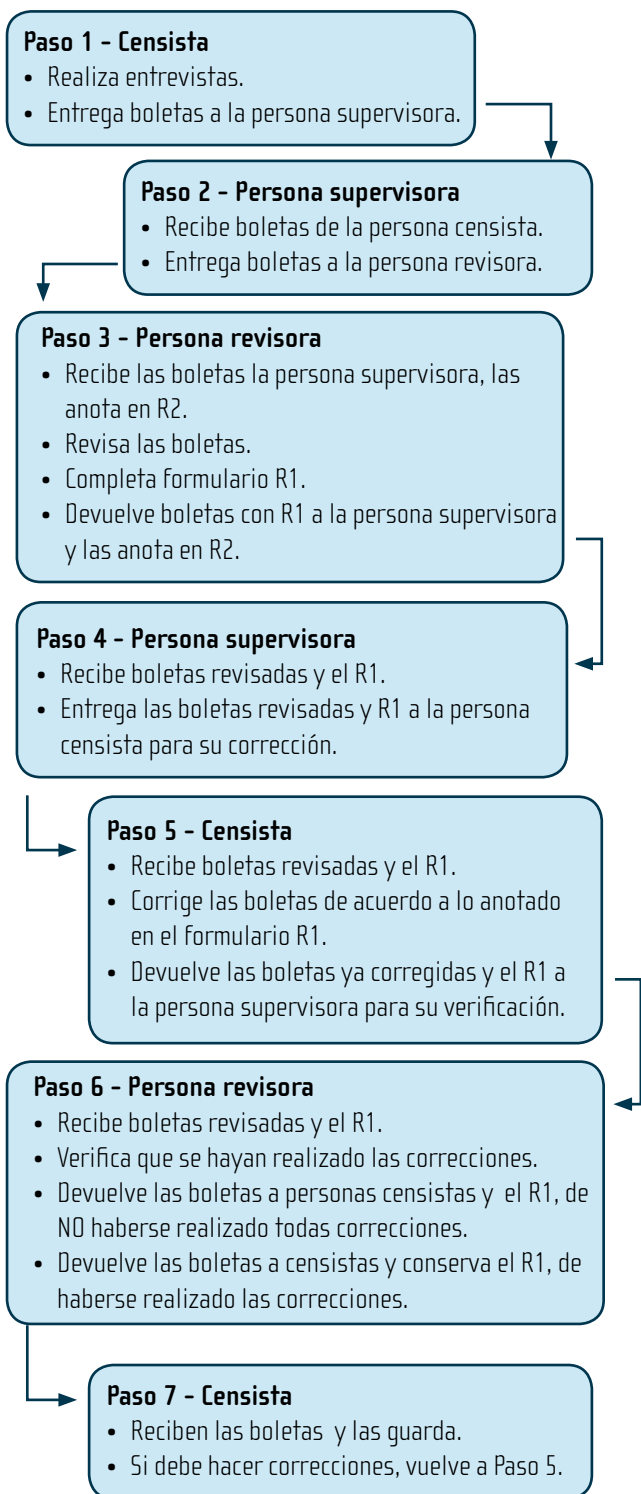 Paso 1 - Censista
• Realiza entrevistas.
• Entrega boletas a la persona supervisora.
Paso 2 - Persona supervisora
• Recibe boletas de la persona censista.
• Entrega boletas a la persona revisora.
Paso 3 - Persona revisora
• Recibe las boletas la persona supervisora, las
anota en R2.
• Revisa las boletas.
• Completa formulario R1.
• Devuelve boletas con R1 a la persona supervisora
y las anota en R2.
Paso 4 - Persona supervisora
• Recibe boletas revisadas y el R1.
• Entrega las boletas revisadas y R1 a la persona
censista para su corrección.
Paso 5 - Censista
• Recibe boletas revisadas y el R1.
• Corrige las boletas de acuerdo a lo anotado
en el formulario R1.
• Devuelve las boletas ya corregidas y el R1 a
la persona supervisora para su verificación.
Paso 6 - Persona revisora
• Recibe boletas revisadas y el R1.
• Verifica que se hayan realizado las correcciones.
• Devuelve las boletas a personas censistas y el R1, de
NO haberse realizado todas correcciones.
• Devuelve las boletas a censistas y conserva el R1, de
haberse realizado las correcciones.
Paso 7 - Censista
• Reciben las boletas y las guarda.
• Si debe hacer correcciones, vuelve a Paso 5.